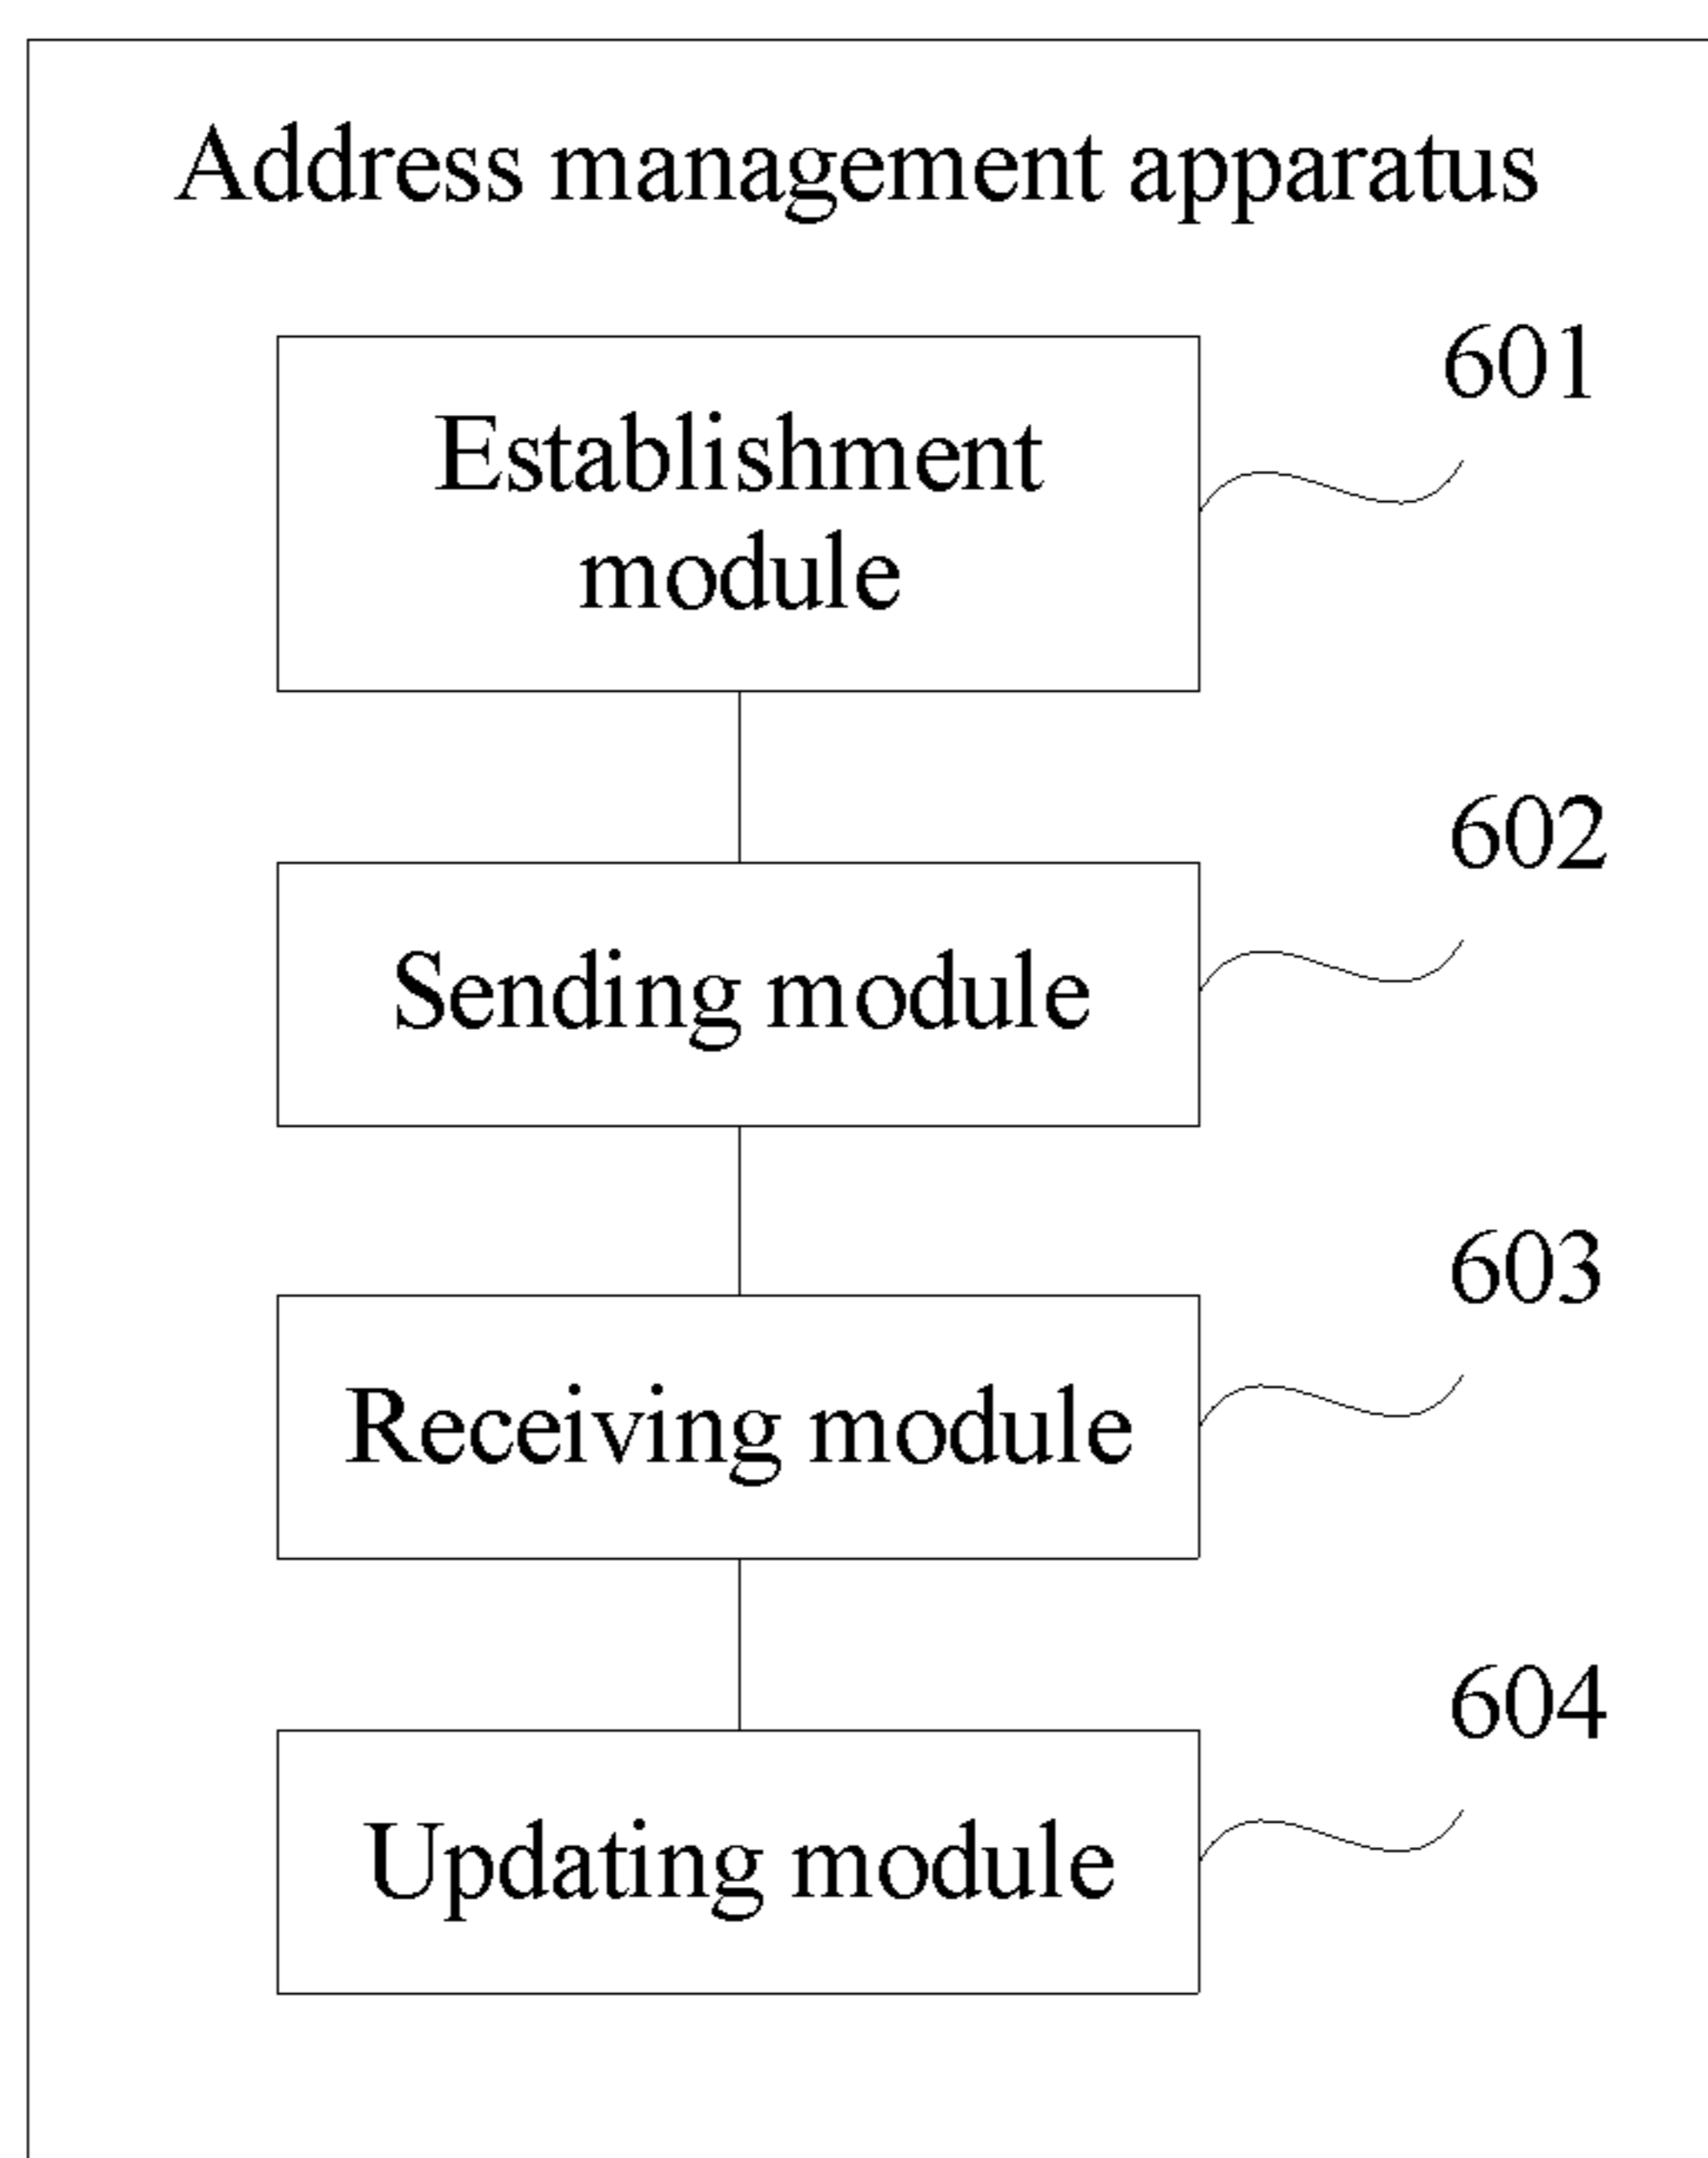 Address management apparatus
601
Establishment
module
602
Sending module
603
Receiving module
604
Updating module